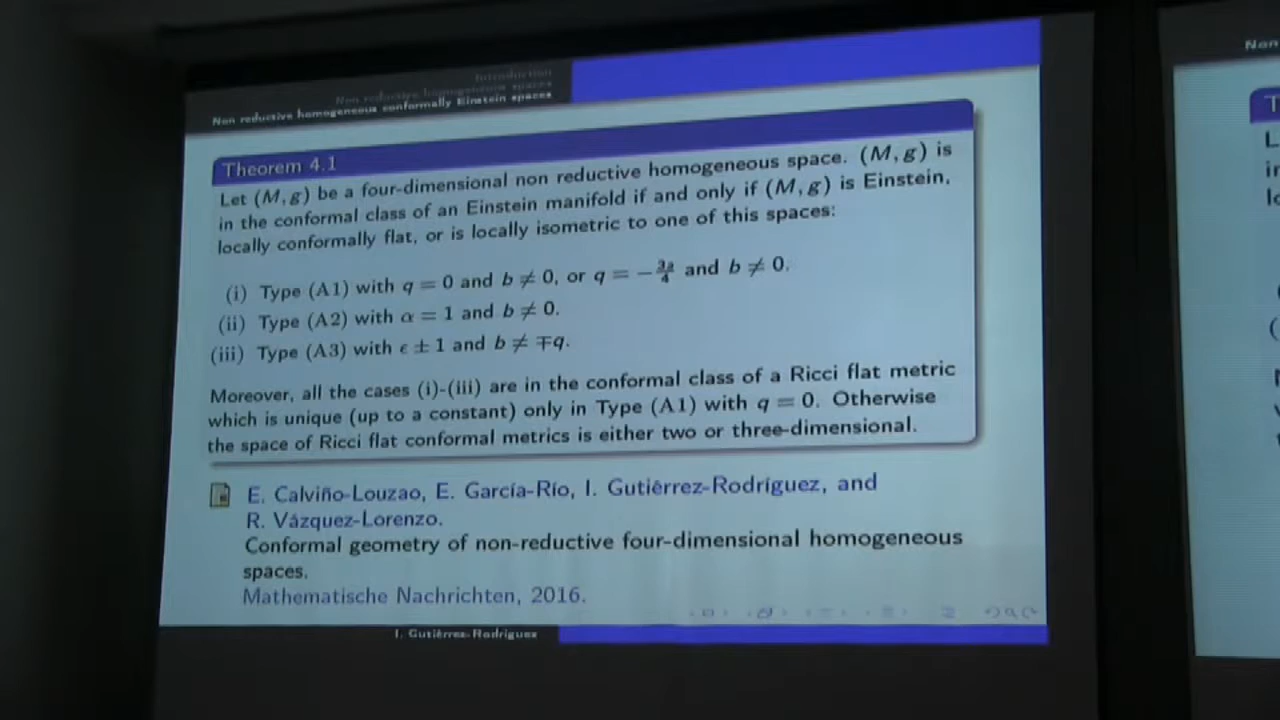 Introduction
Non reductive homogeneous spaces
Non reductive homogeneous conformally Einstein spaces
Theorem 4.1
Let (M, g) be a four-dimensional non reductive homogeneous space. (M, g) is
in the conformal class of an Einstein manifold if and only if (M, g) is Einstein,
locally conformally flat, or is locally isometric to one of this spaces:
(i) Type (A1) with q = 0 and b ≠ 0, or q = −3a/4 and b ≠ 0.
(ii) Type (A2) with α = 1 and b ≠ 0.
(iii) Type (A3) with ε ± 1 and b ≠ ∓q.
Moreover, all the cases (i)-(iii) are in the conformal class of a Ricci flat metric
which is unique (up to a constant) only in Type (A1) with q = 0. Otherwise
the space of Ricci flat conformal metrics is either two or three-dimensional.
E. Calviño-Louzao, E. García-Río, I. Gutiérrez-Rodríguez, and
R. Vázquez-Lorenzo.
Conformal geometry of non-reductive four-dimensional homogeneous
spaces.
Mathematische Nachrichten, 2016.
I. Gutiérrez-Rodríguez
Non